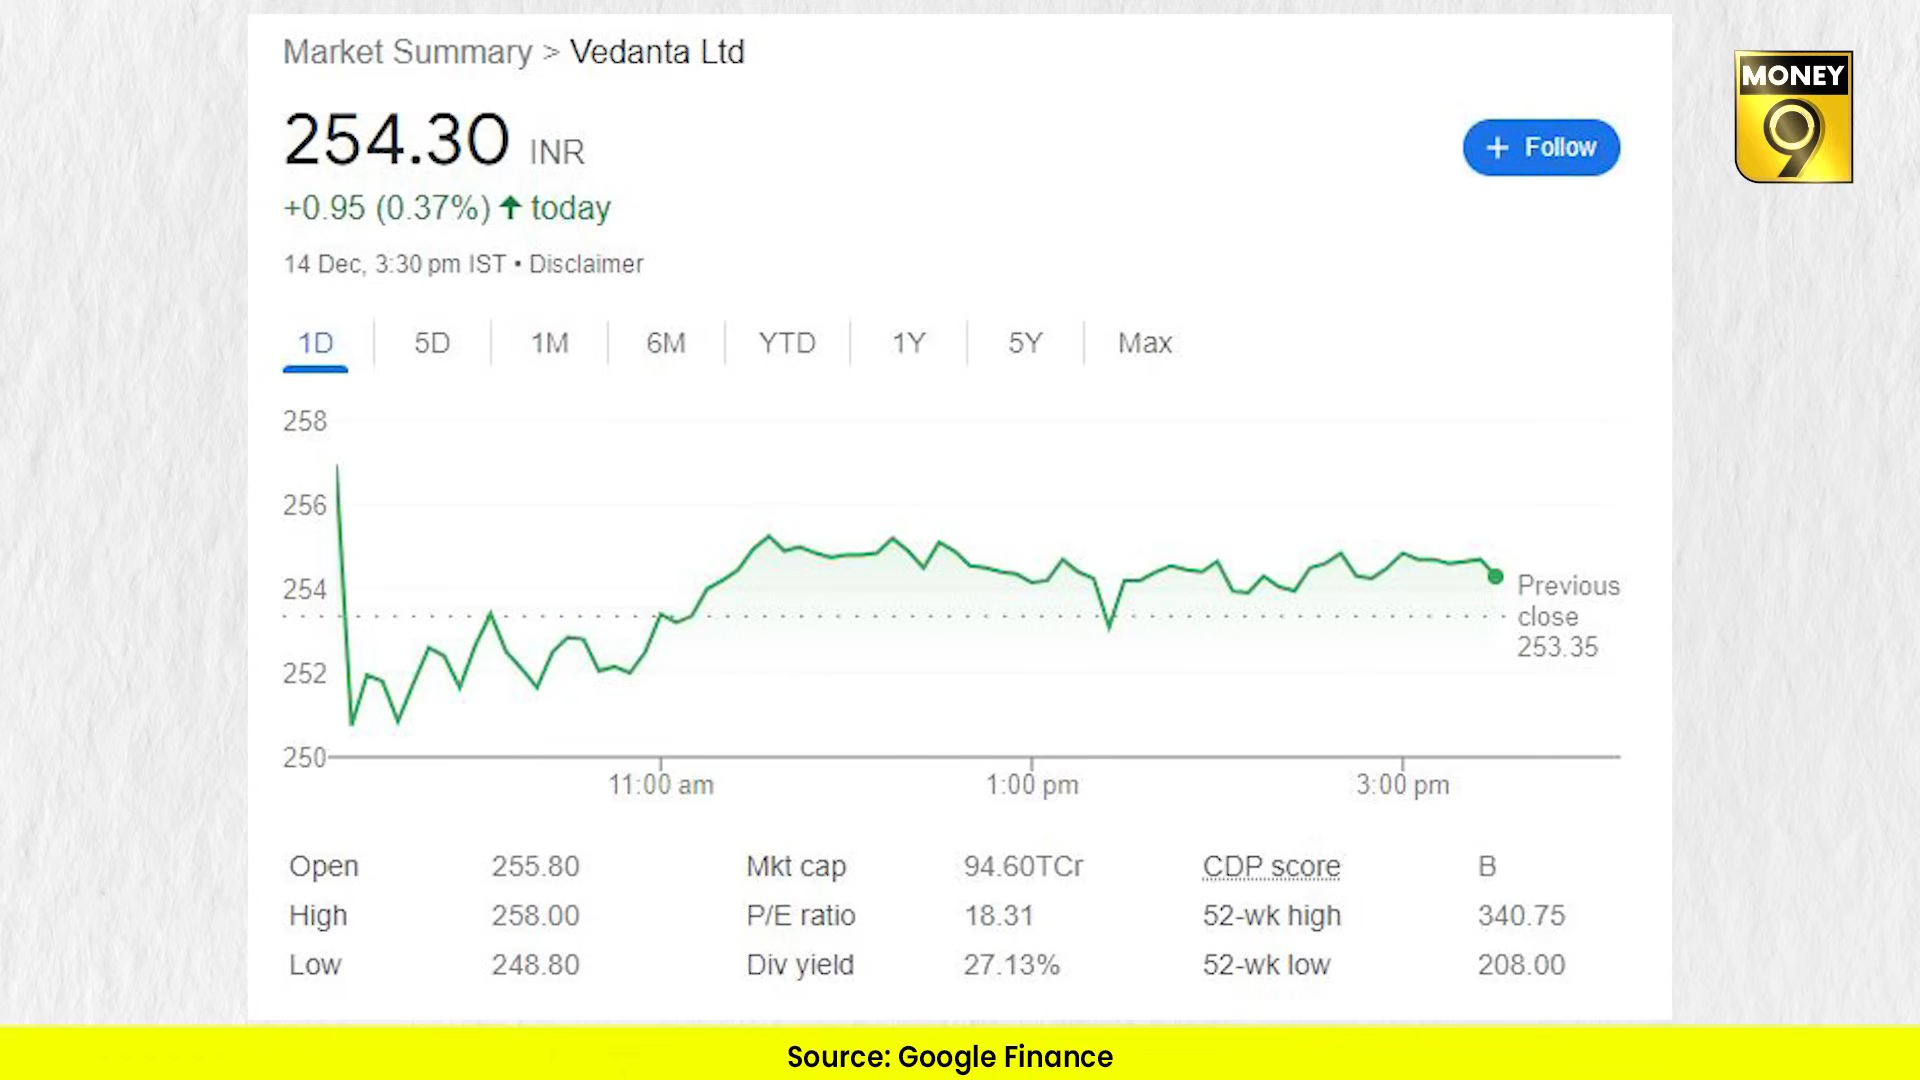 Market Summary > Vedanta Ltd
MONEY
9
254.30 INR
+ Follow
+0.95 (0.37%) ↑ today
14 Dec, 3:30 pm IST • Disclaimer
1D 5D 1M 6M YTD 1Y 5Y Max
258
256
254
252
250
Previous
close
253.35
11:00 am 1:00 pm 3:00 pm
Open 255.80 Mkt cap 94.60TCr CDP score B
High 258.00 P/E ratio 18.31 52-wk high 340.75
Low 248.80 Div yield 27.13% 52-wk low 208.00
Source: Google Finance